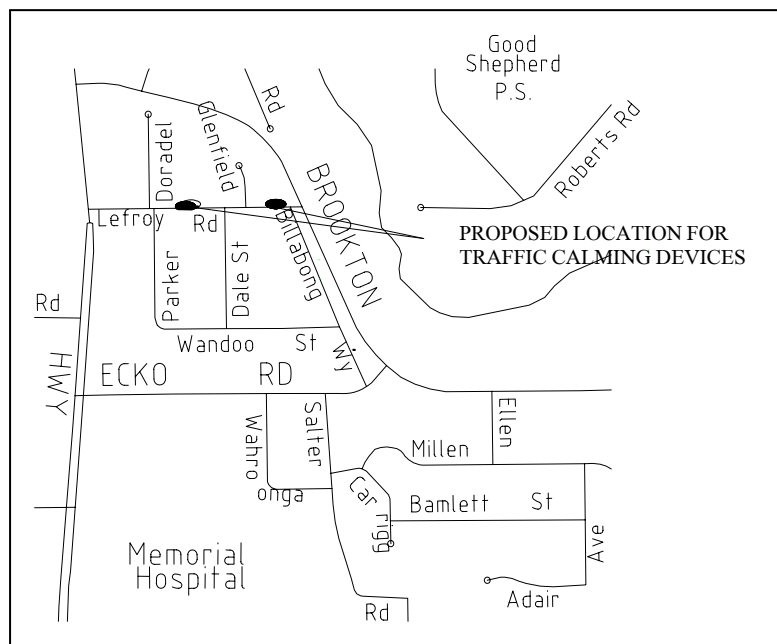 Good
Shepherd
P.S.
Rd
Glenfield
Doradel
Roberts Rd
BROOKTON
Lefroy Rd
Billabong
Wy
PROPOSED LOCATION FOR
TRAFFIC CALMING DEVICES
Parker
Dale St
Rd
Wandoo St
HWY
ECKO RD
Ellen
Wahro
onga
Salter
Millen
Car
rigg
Bamlett St
Ave
Memorial
Hospital
Adair
Rd